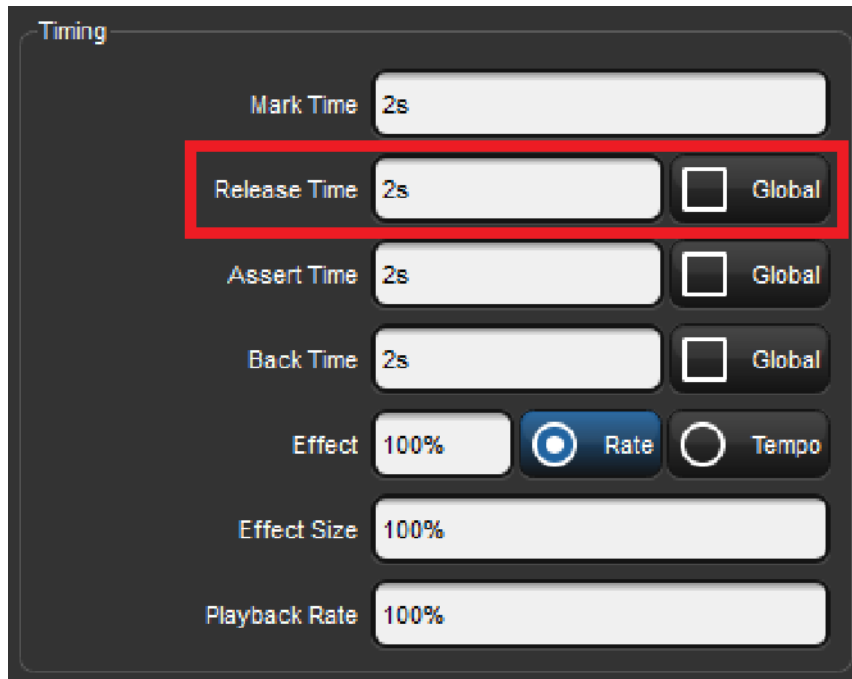 Timing
Mark Time 2s
Release Time 2s Global
Assert Time 2s Global
Back Time 2s Global
Effect 100% Rate Tempo
Effect Size 100%
Playback Rate 100%